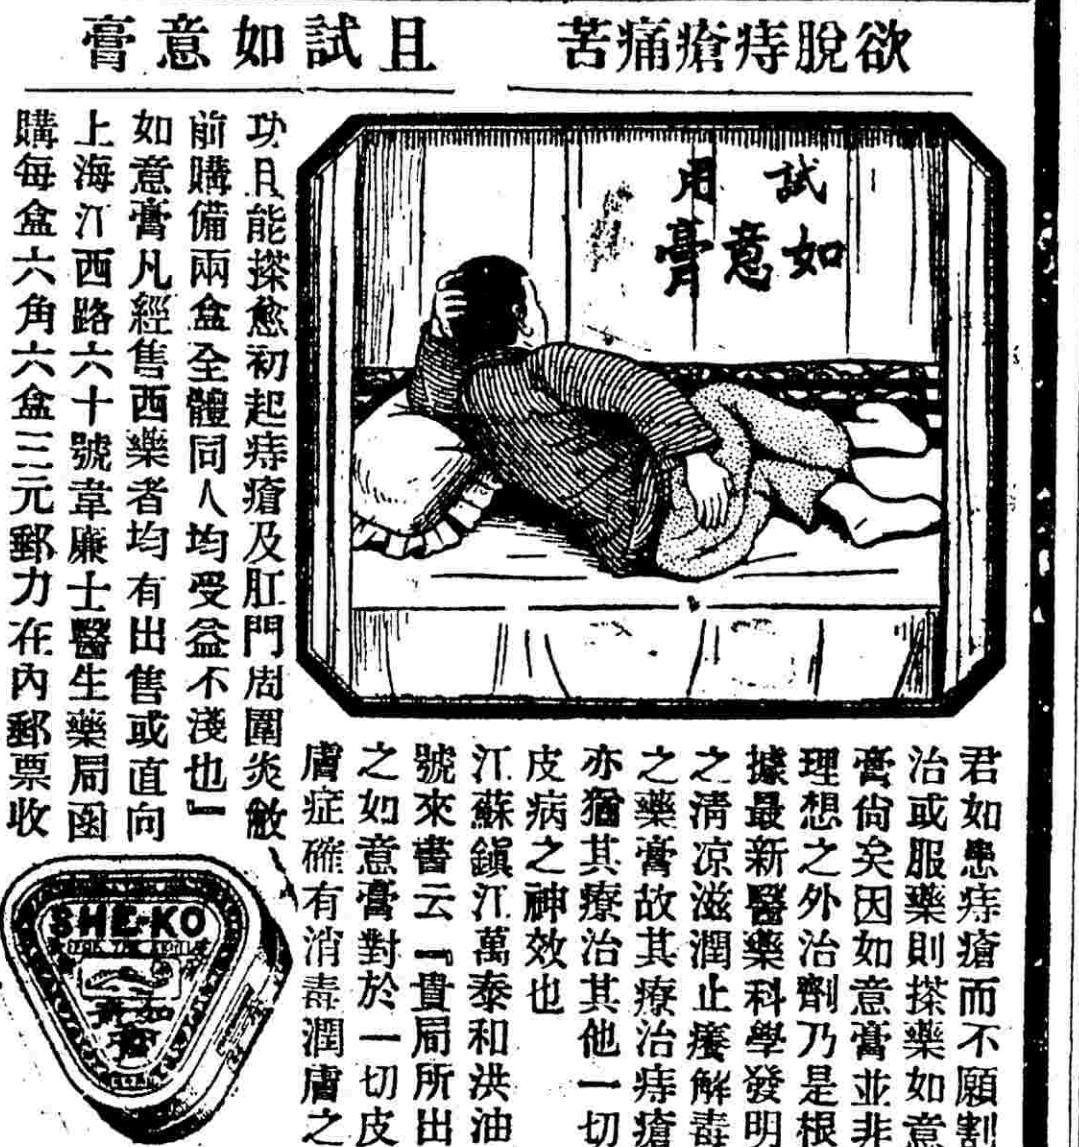 欲脫痔瘡痛苦
且試如意膏
試用
如意膏
君如患痔瘡而不願割
治或服藥則搽藥如意
膏尙矣因如意膏並非
理想之外治劑乃是根
據最新醫藥科學發明
之淸凉滋潤止癢解毒
之藥膏故其療治痔瘡
亦猶其療治其他一切
皮病之神效也
江蘇鎭江萬泰和洪油
號來書云『貴局所出
之如意膏對於一切皮
膚症確有消毒潤膚之
功且能搽愈初起痔瘡及肛門周圍炎敝
前購備兩盒全體同人均受益不淺也』
如意膏凡經售西藥者均有出售或直向
上海江西路六十號韋廉士醫生藥局函
購每盒六角六盒三元郵力在內郵票收
SHE-KO
如意膏